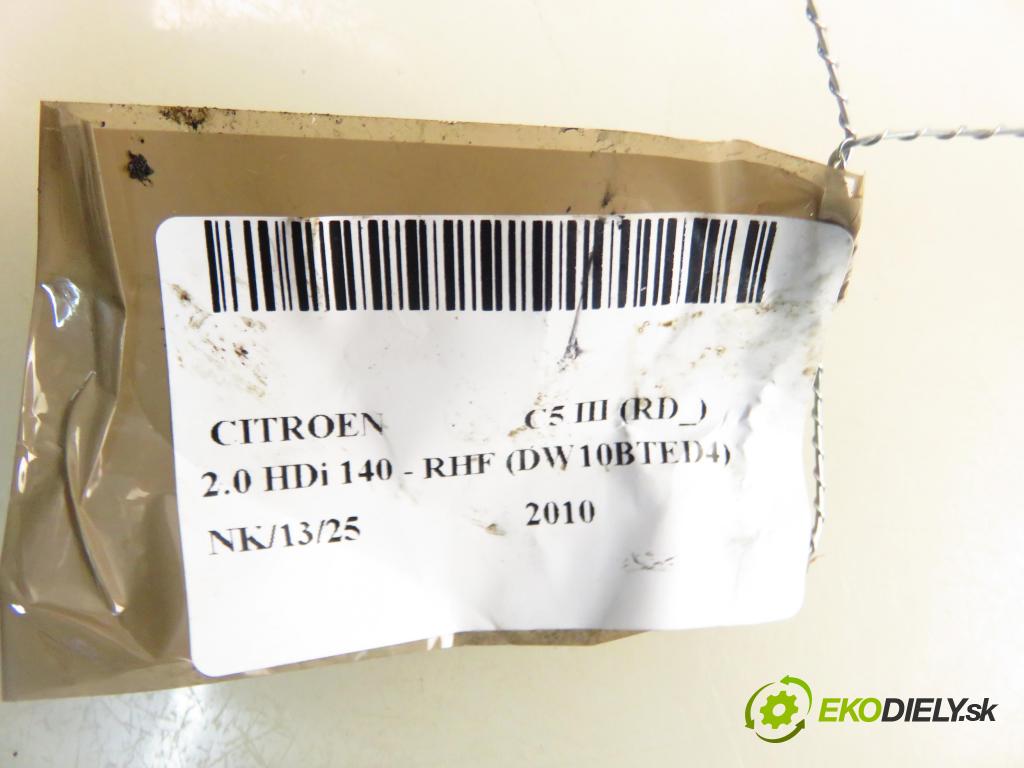 CITROEN C5 III (RD_)
2.0 HDi 140 - RHF (DW10BTED4)
NK/13/25 2010
EKODIELY.sk